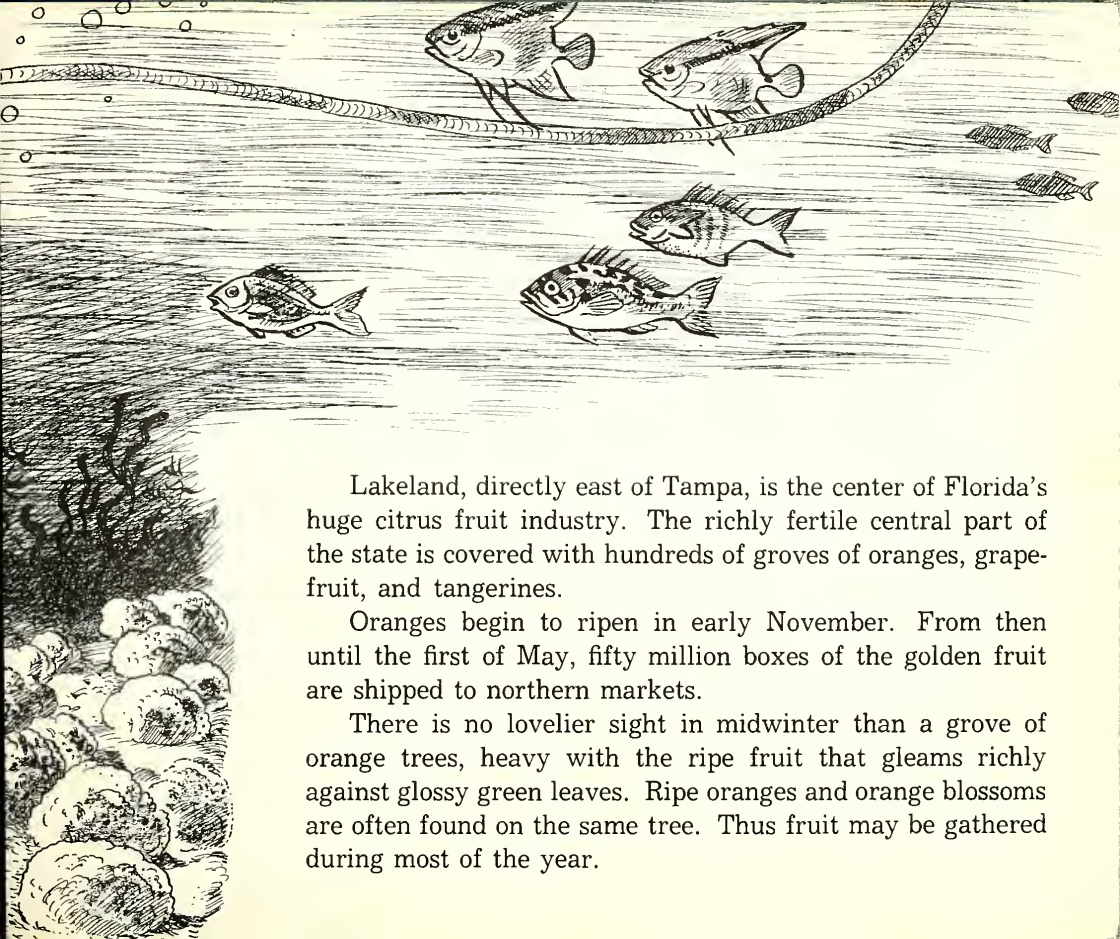 Lakeland, directly east of Tampa, is the center of Florida's
huge citrus fruit industry. The richly fertile central part of
the state is covered with hundreds of groves of oranges, grape-
fruit, and tangerines.
Oranges begin to ripen in early November. From then
until the first of May, fifty million boxes of the golden fruit
are shipped to northern markets.
There is no lovelier sight in midwinter than a grove of
orange trees, heavy with the ripe fruit that gleams richly
against glossy green leaves. Ripe oranges and orange blossoms
are often found on the same tree. Thus fruit may be gathered
during most of the year.